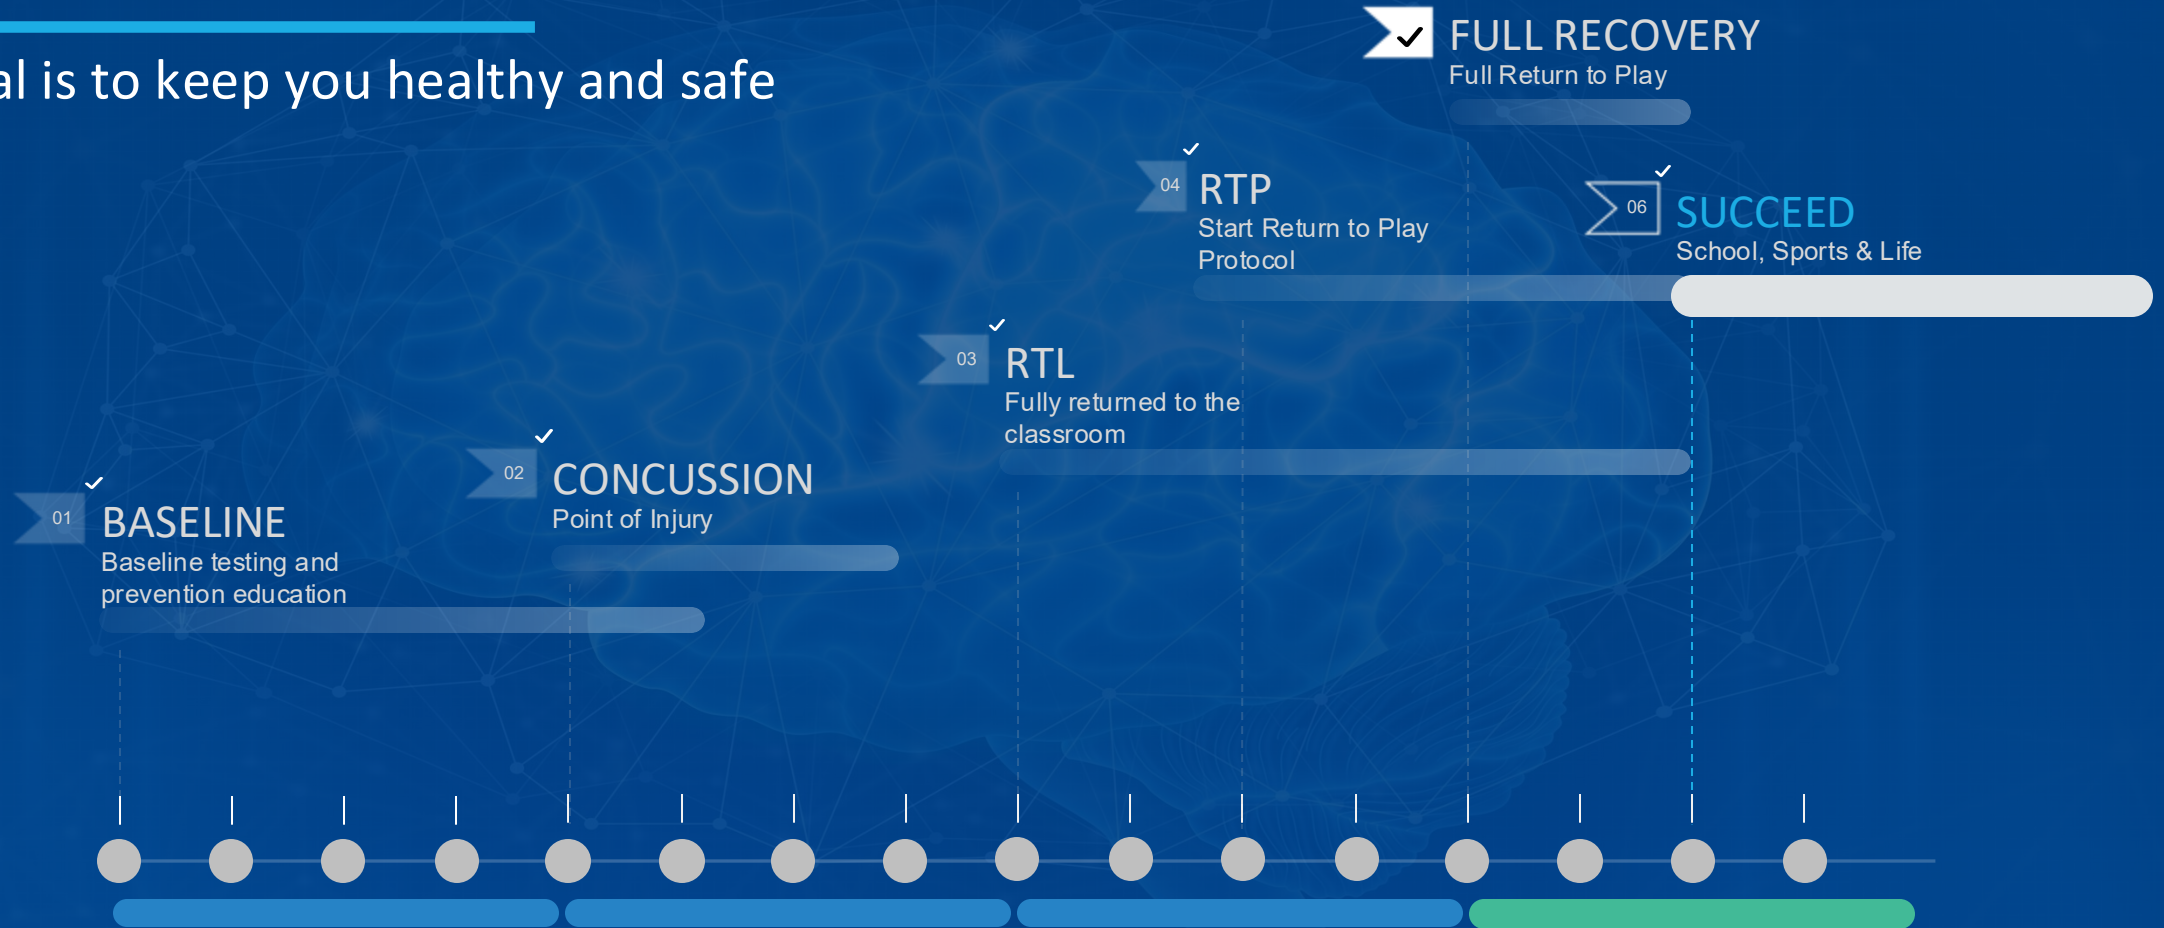 al is to keep you healthy and safe
FULL RECOVERY
Full Return to Play
04
RTP
Start Return to Play
Protocol
06
SUCCEED
School, Sports & Life
03
RTL
Fully returned to the
classroom
02
CONCUSSION
Point of Injury
01
BASELINE
Baseline testing and
prevention education